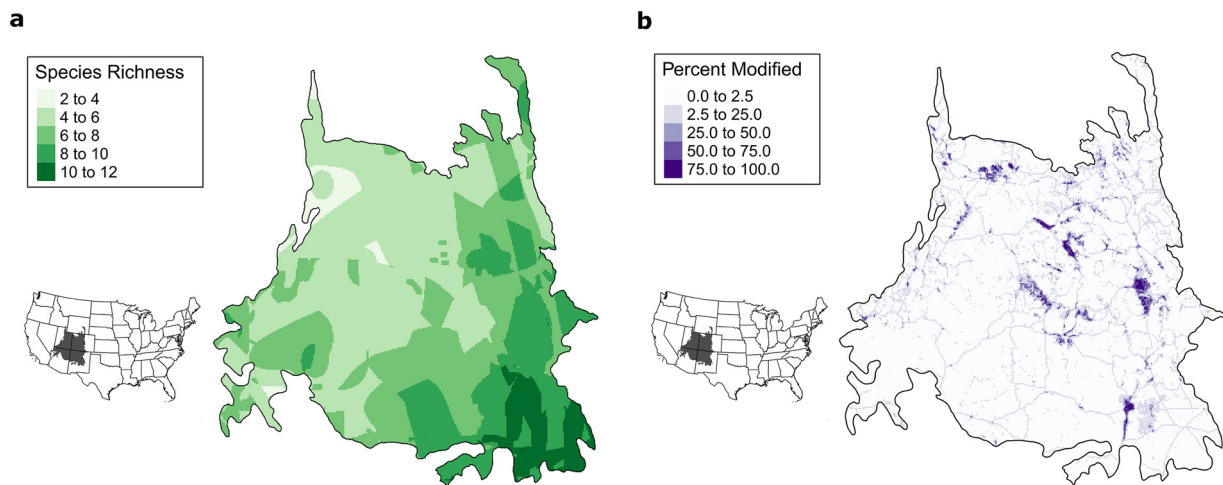 a
Species Richness
2 to 4
4 to 6
6 to 8
8 to 10
10 to 12
b
Percent Modified
0.0 to 2.5
2.5 to 25.0
25.0 to 50.0
50.0 to 75.0
75.0 to 100.0